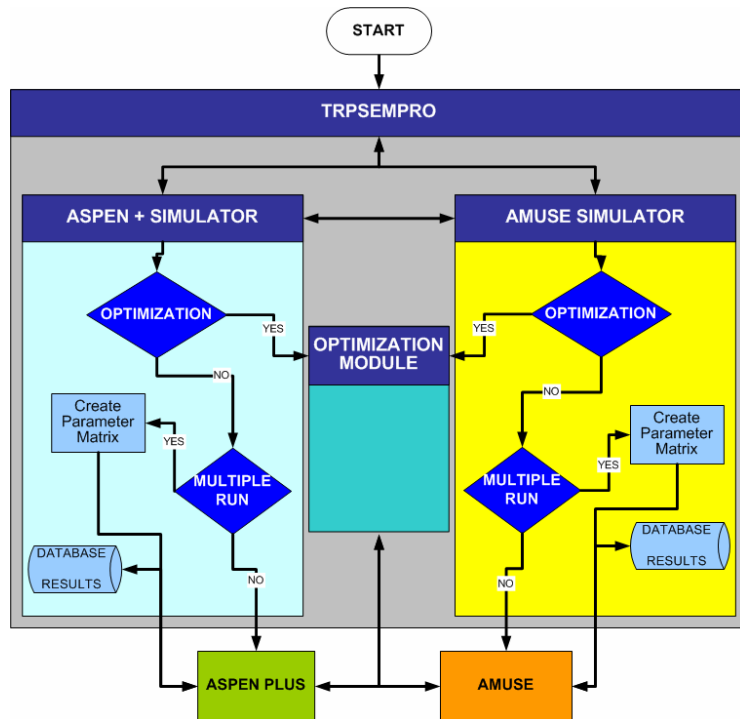 START
TRPSEMPRO
ASPEN + SIMULATOR
AMUSE SIMULATOR
OPTIMIZATION
OPTIMIZATION
YES
YES
OPTIMIZATION
MODULE
NO
NO
Create
Parameter
Matrix
Create
Parameter
Matrix
YES
YES
MULTIPLE
RUN
MULTIPLE
RUN
DATABASE
RESULTS
DATABASE
RESULTS
NO
NO
ASPEN PLUS
AMUSE